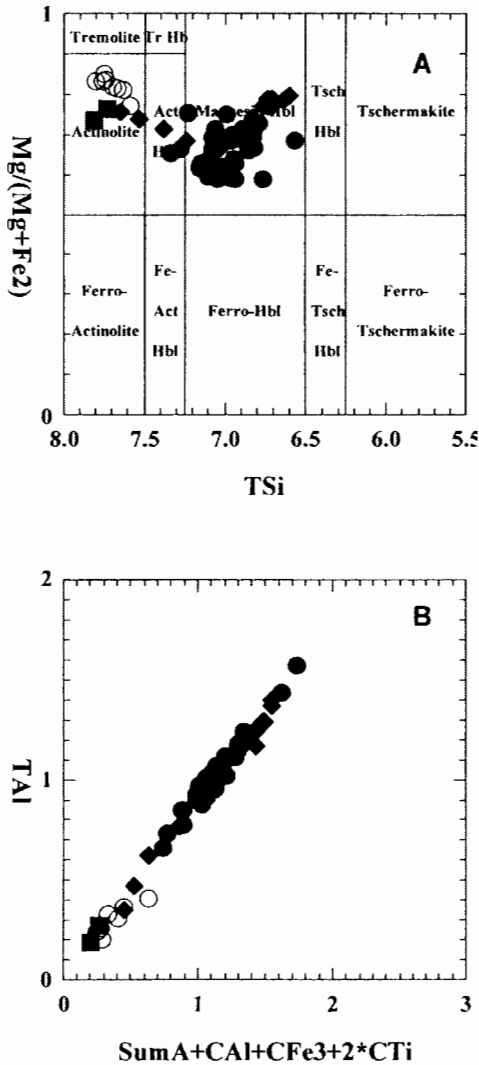 1
A
Tremolite Tr Hb
Tsch
Act Hbl
Tschermakite
Actinolite
Hbl
Mg/(Mg+Fe2)
Ferro- Fe- Fe- Ferro-
Actinolite Act Ferro-Hbl Tsch Tschermakite
Hbl Hbl
0
8.0 7.5 7.0 6.5 6.0 5.5
TSi
2
B
TAl
1
0
0 1 2 3
SumA+CAl+CFe3+2*CTi